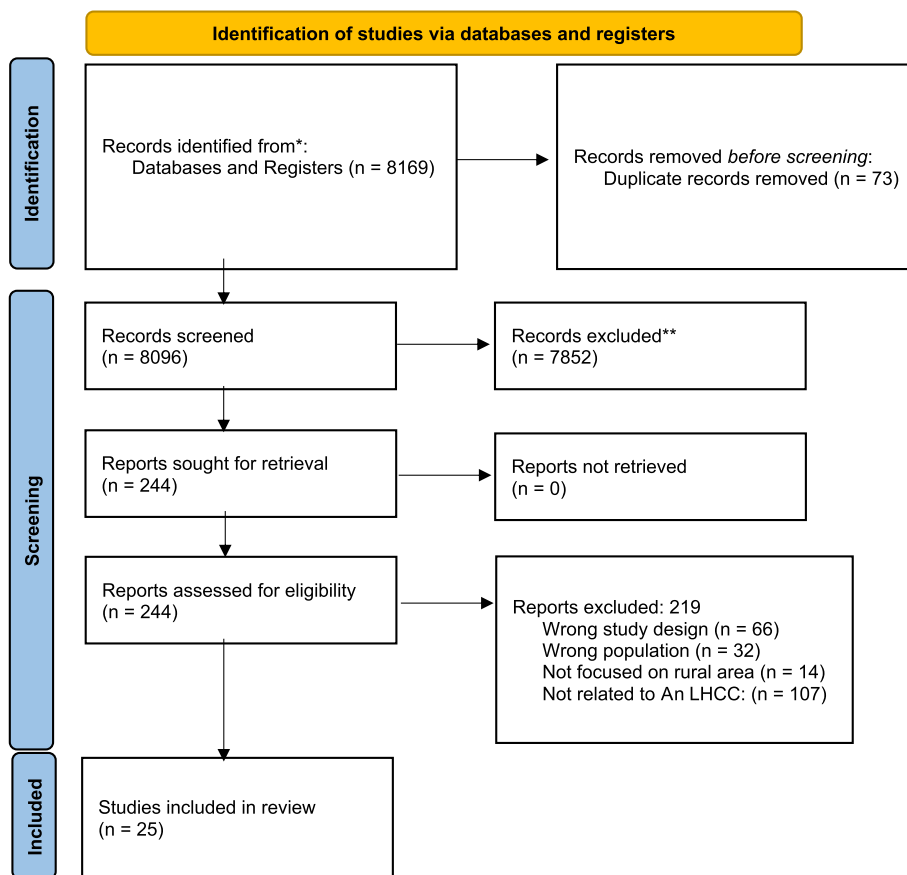 Identification of studies via databases and registers
Identification
Records identified from*:
Databases and Registers (n = 8169)
Records removed before screening:
Duplicate records removed (n = 73)
Screening
Records screened
(n = 8096)
Records excluded**
(n = 7852)
Reports sought for retrieval
(n = 244)
Reports not retrieved
(n = 0)
Reports assessed for eligibility
(n = 244)
Reports excluded: 219
Wrong study design (n = 66)
Wrong population (n = 32)
Not focused on rural area (n = 14)
Not related to An LHCC: (n = 107)
Included
Studies included in review
(n = 25)